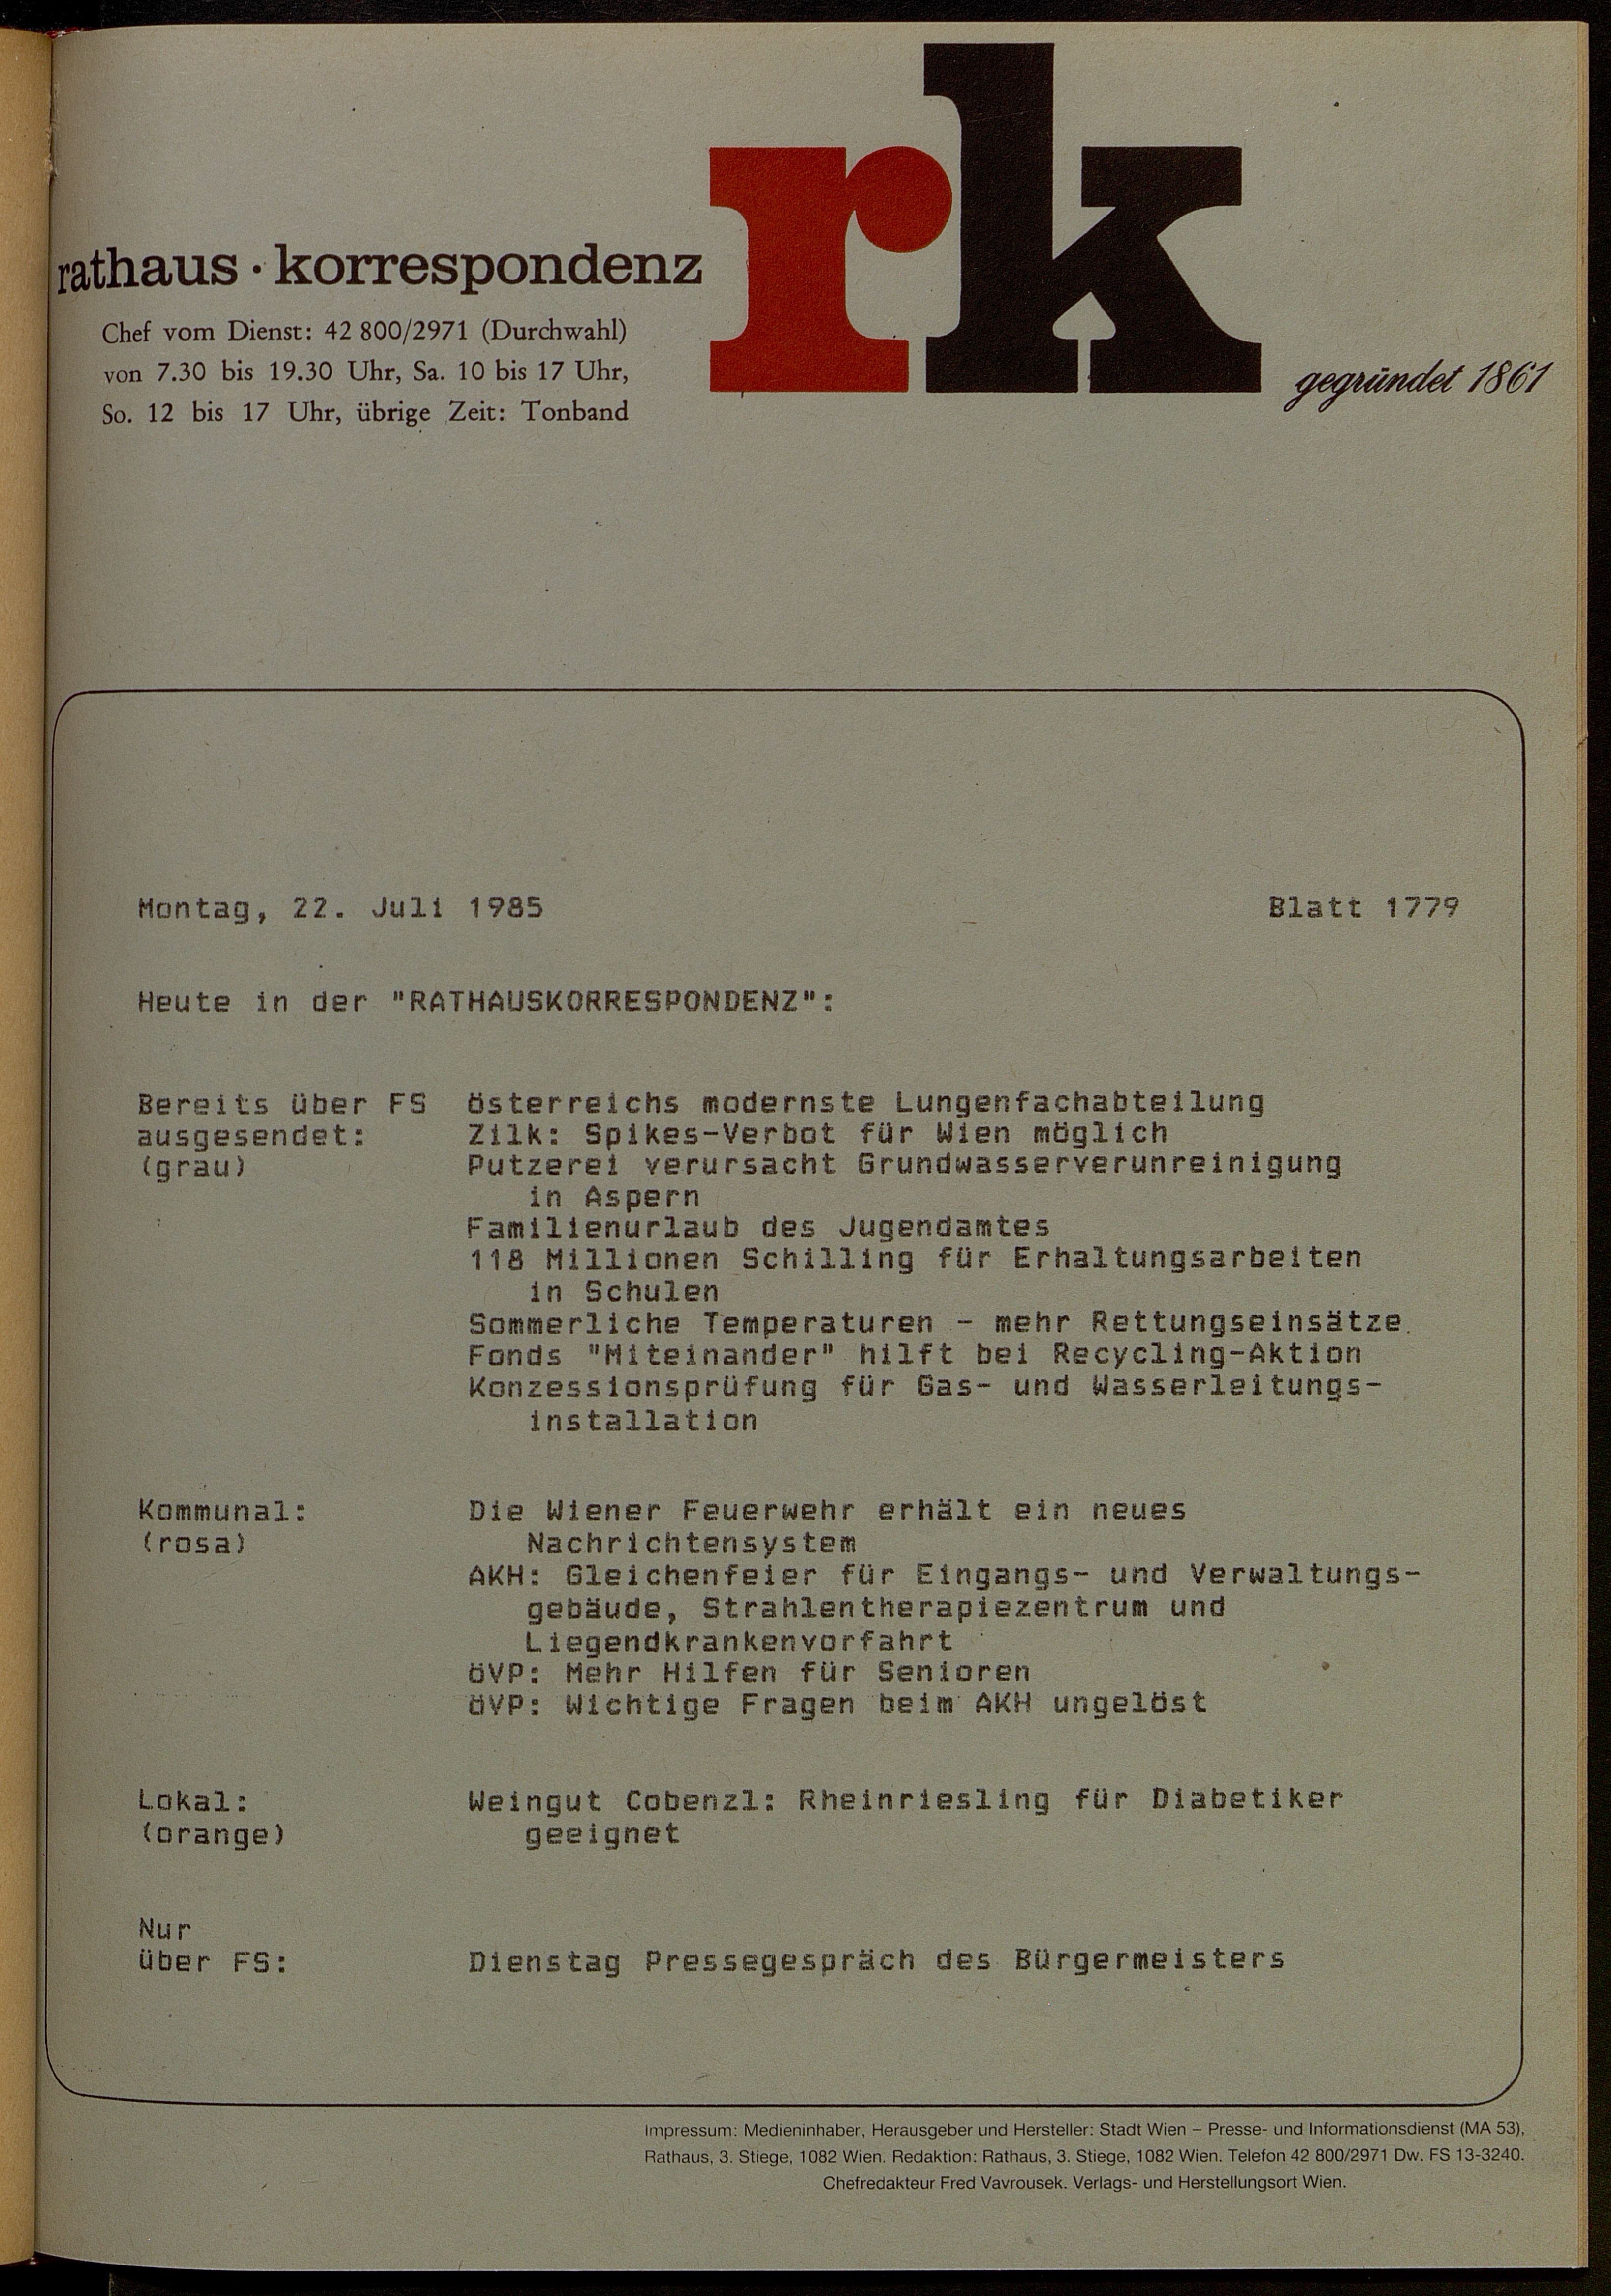 rk
rathaus · korrespondenz
Chef vom Dienst: 42 800/2971 (Durchwahl)
von 7.30 bis 19.30 Uhr, Sa. 10 bis 17 Uhr,
So. 12 bis 17 Uhr, übrige Zeit: Tonband
gegründet 1861
Montag, 22. Juli 1985 Blatt 1779
Heute in der "RATHAUSKORRESPONDENZ":
Bereits über FS österreichs modernste Lungenfachabteilung
ausgesendet: Zilk: Spikes-Verbot für Wien möglich
(grau) Putzerei verursacht Grundwasserverunreinigung
in Aspern
Familienurlaub des Jugendamtes
118 Millionen Schilling für Erhaltungsarbeiten
in Schulen
Sommerliche Temperaturen - mehr Rettungseinsätze
Fonds "Miteinander" hilft bei Recycling-Aktion
Konzessionsprüfung für Gas- und Wasserleitungs-
installation
Kommunal: Die Wiener Feuerwehr erhält ein neues
(rosa) Nachrichtensystem
AKH: Gleichenfeier für Eingangs- und Verwaltungs-
gebäude, Strahlentherapiezentrum und
Liegendkrankenvorfahrt
öVP: Mehr Hilfen für Senioren
öVP: Wichtige Fragen beim AKH ungelöst
Lokal: Weingut Cobenzl: Rheinriesling für Diabetiker
(orange) geeignet
Nur
über FS: Dienstag Pressegespräch des Bürgermeisters
Impressum: Medieninhaber, Herausgeber und Hersteller: Stadt Wien – Presse- und Informationsdienst (MA 53),
Rathaus, 3. Stiege, 1082 Wien. Redaktion: Rathaus, 3. Stiege, 1082 Wien. Telefon 42 800/2971 Dw. FS 13-3240.
Chefredakteur Fred Vavrousek. Verlags- und Herstellungsort Wien.